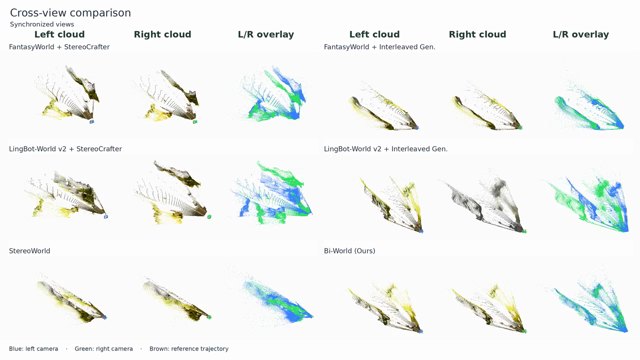 Cross-view comparison
Synchronized views
Left cloud Right cloud L/R overlay Left cloud Right cloud L/R overlay
FantasyWorld + StereoCrafter FantasyWorld + Interleaved Gen.
LingBot-World v2 + StereoCrafter LingBot-World v2 + Interleaved Gen.
StereoWorld Bi-World (Ours)
Blue: left camera · Green: right camera · Brown: reference trajectory